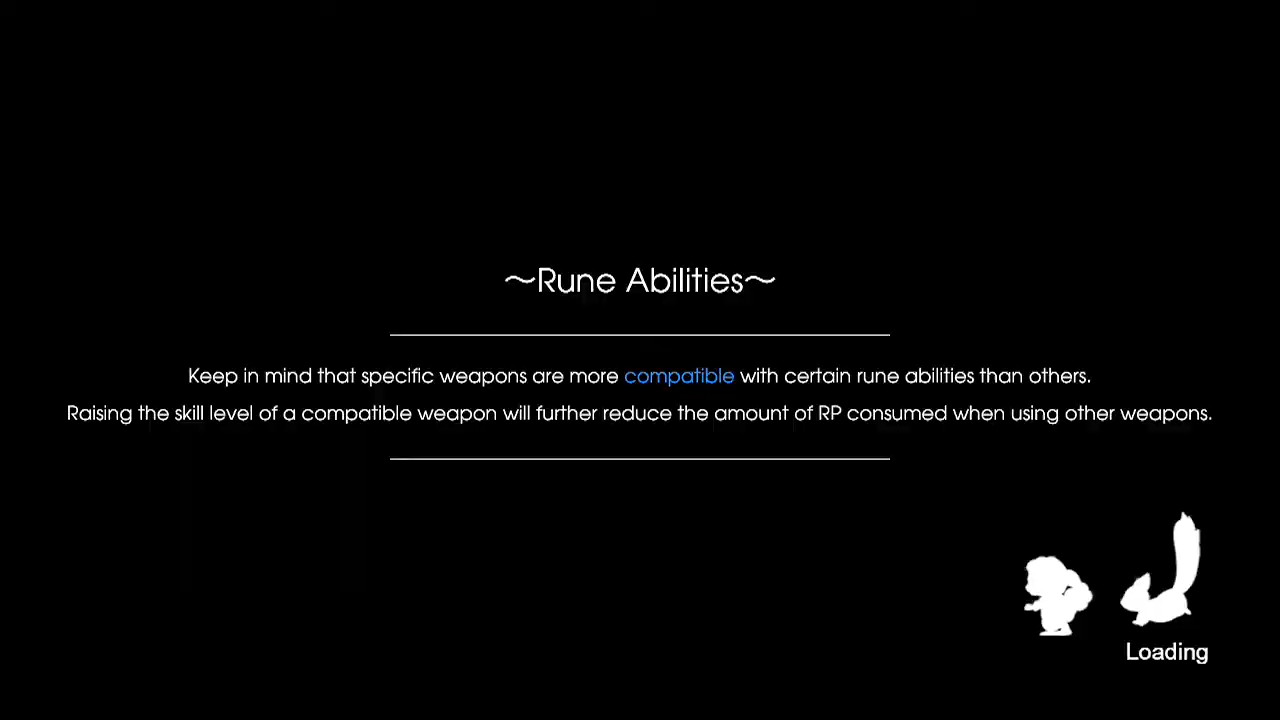 ～Rune Abilities～
Keep in mind that specific weapons are more compatible with certain rune abilities than others.
Raising the skill level of a compatible weapon will further reduce the amount of RP consumed when using other weapons.
Loading